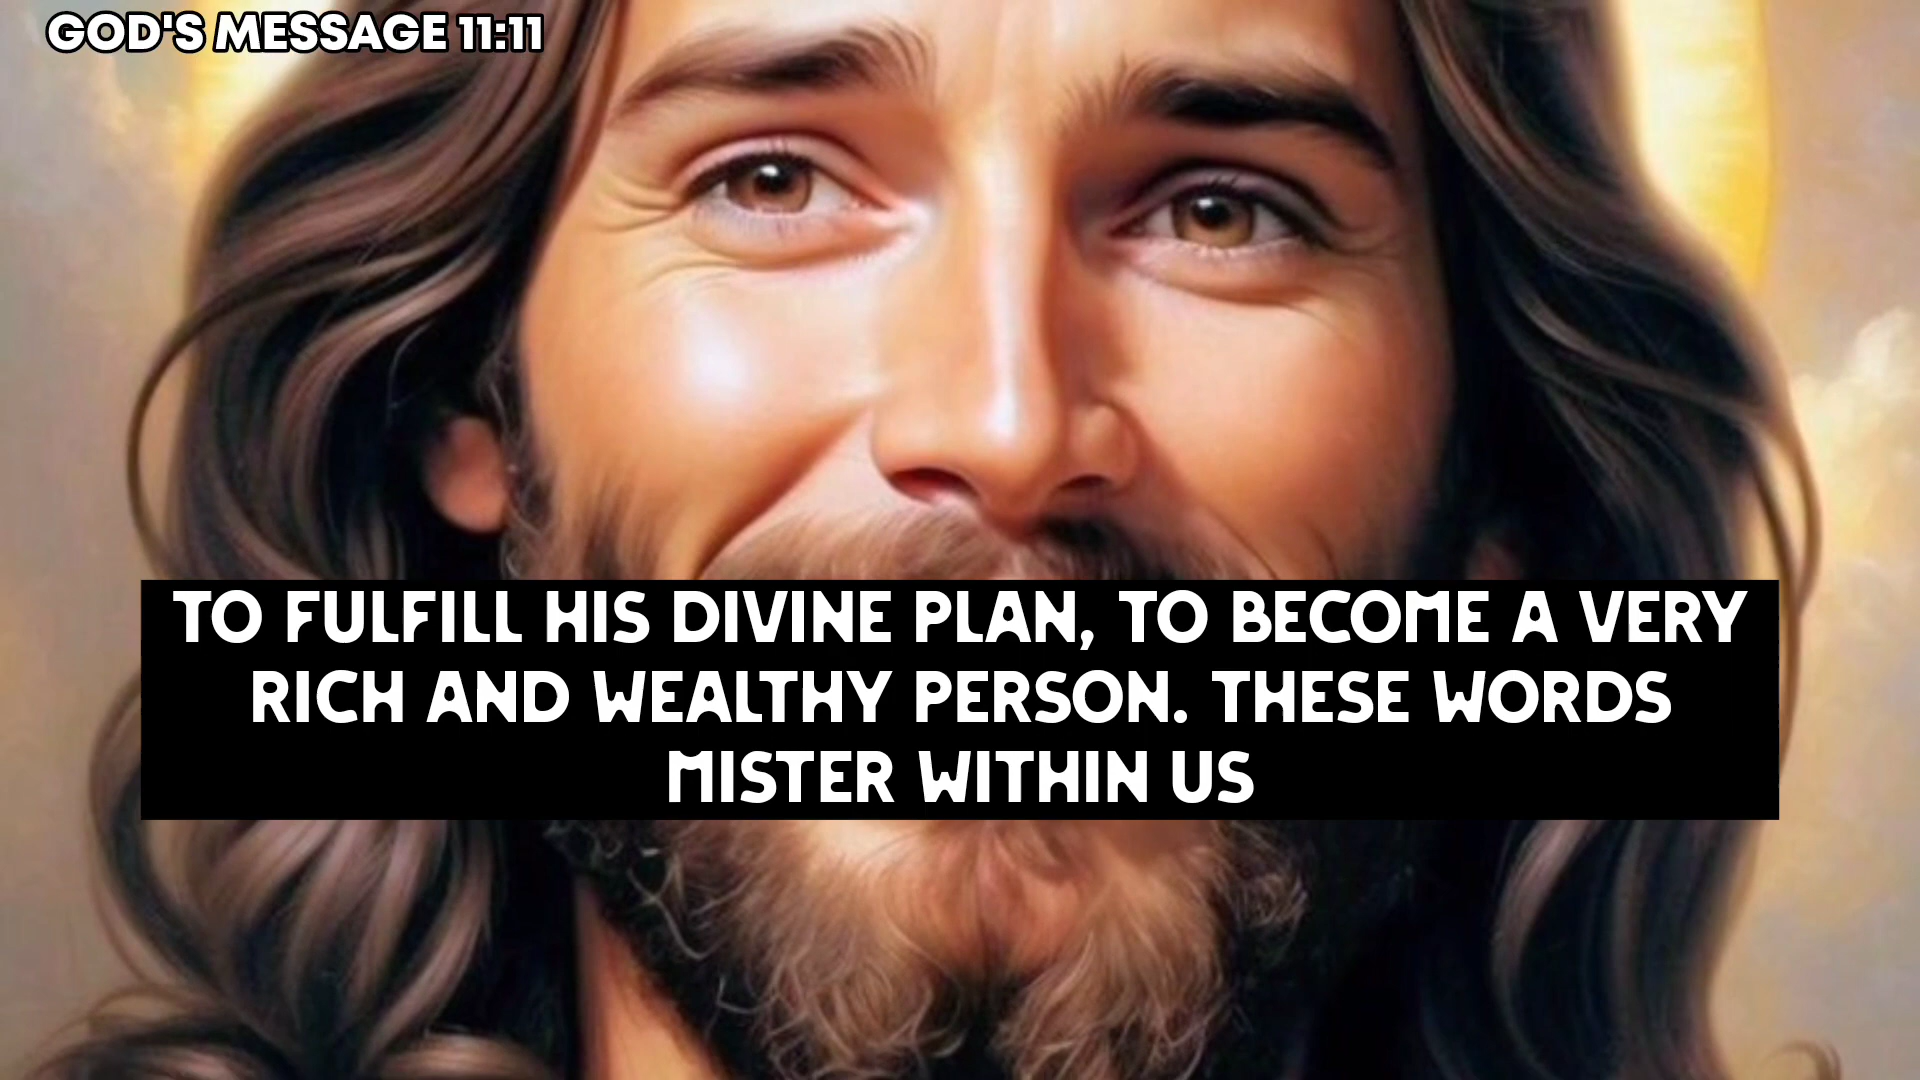 GOD'S MESSAGE 11:11
TO FULFILL HIS DIVINE PLAN, TO BECOME A VERY
RICH AND WEALTHY PERSON. THESE WORDS
MISTER WITHIN US